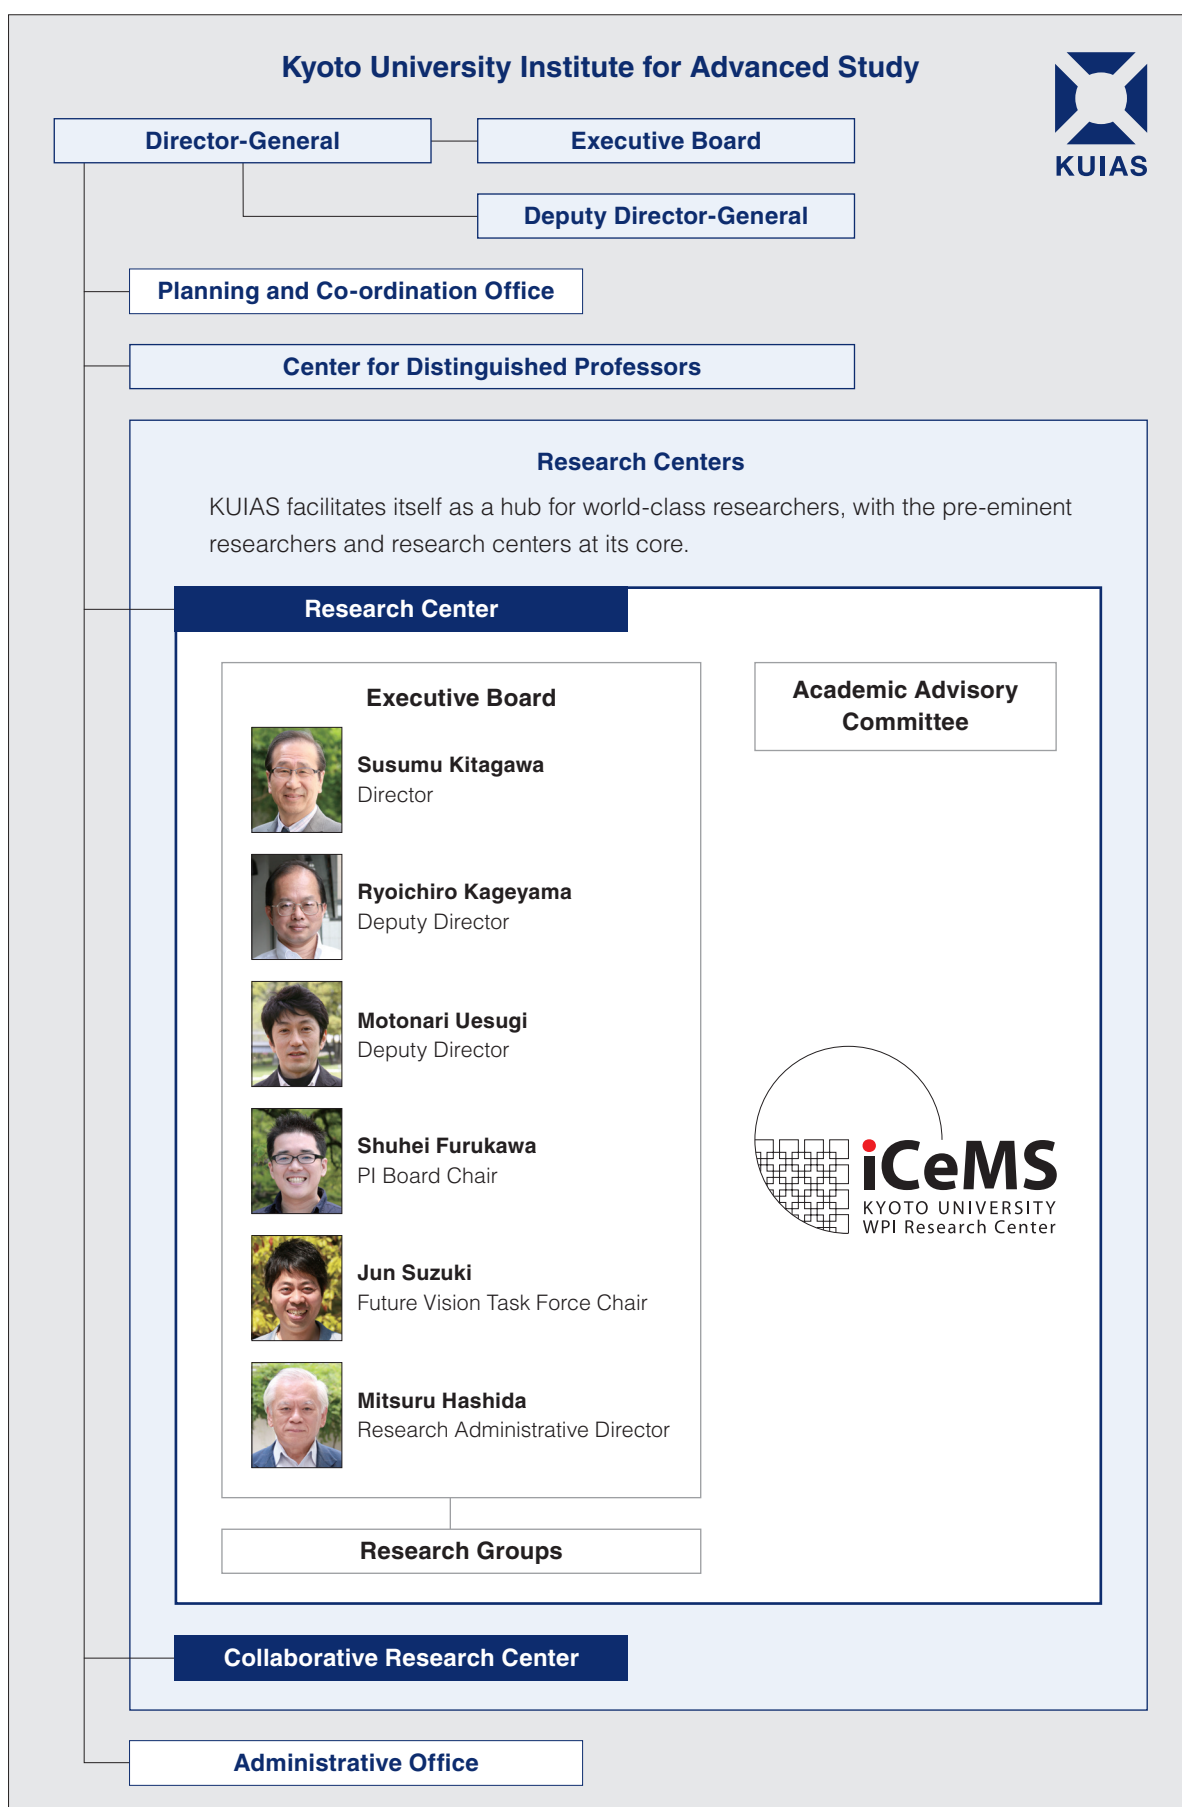 Kyoto University Institute for Advanced Study
KUIAS
Director-General
Executive Board
Deputy Director-General
Planning and Co-ordination Office
Center for Distinguished Professors
Research Centers
KUIAS facilitates itself as a hub for world-class researchers, with the pre-eminent
researchers and research centers at its core.
Research Center
Executive Board
Susumu Kitagawa
Director
Ryoichiro Kageyama
Deputy Director
Motonari Uesugi
Deputy Director
Shuhei Furukawa
PI Board Chair
Jun Suzuki
Future Vision Task Force Chair
Mitsuru Hashida
Research Administrative Director
Research Groups
Academic Advisory
Committee
iCeMS
KYOTO UNIVERSITY
WPI Research Center
Collaborative Research Center
Administrative Office